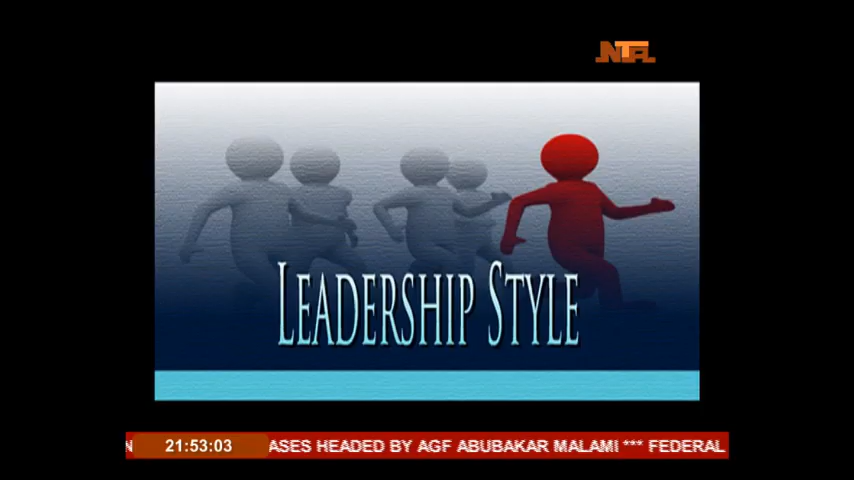 NTA
LEADERSHIP STYLE
N 21:53:03 ASES HEADED BY AGF ABUBAKAR MALAMI *** FEDERAL